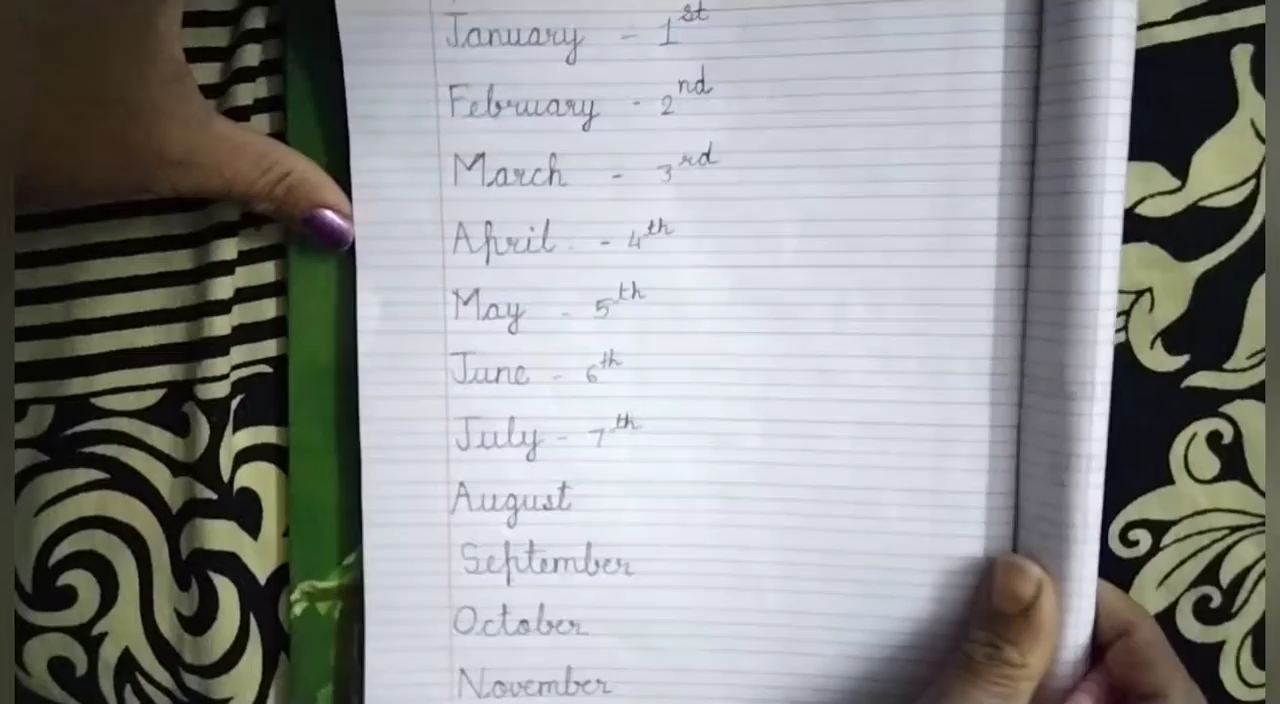 January - 1st
February - 2nd
March - 3rd
April - 4th
May - 5th
June - 6th
July - 7th
August
September
October
November